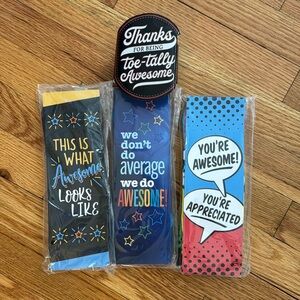 Thanks
FOR BEING
toe-tally
Awesome
THIS IS
WHAT
Awesome
LOOKS
LIKE
we
don't
do
average
we do
AWESOME!
YOU'RE
AWESOME!
YOU'RE
APPRECIATED